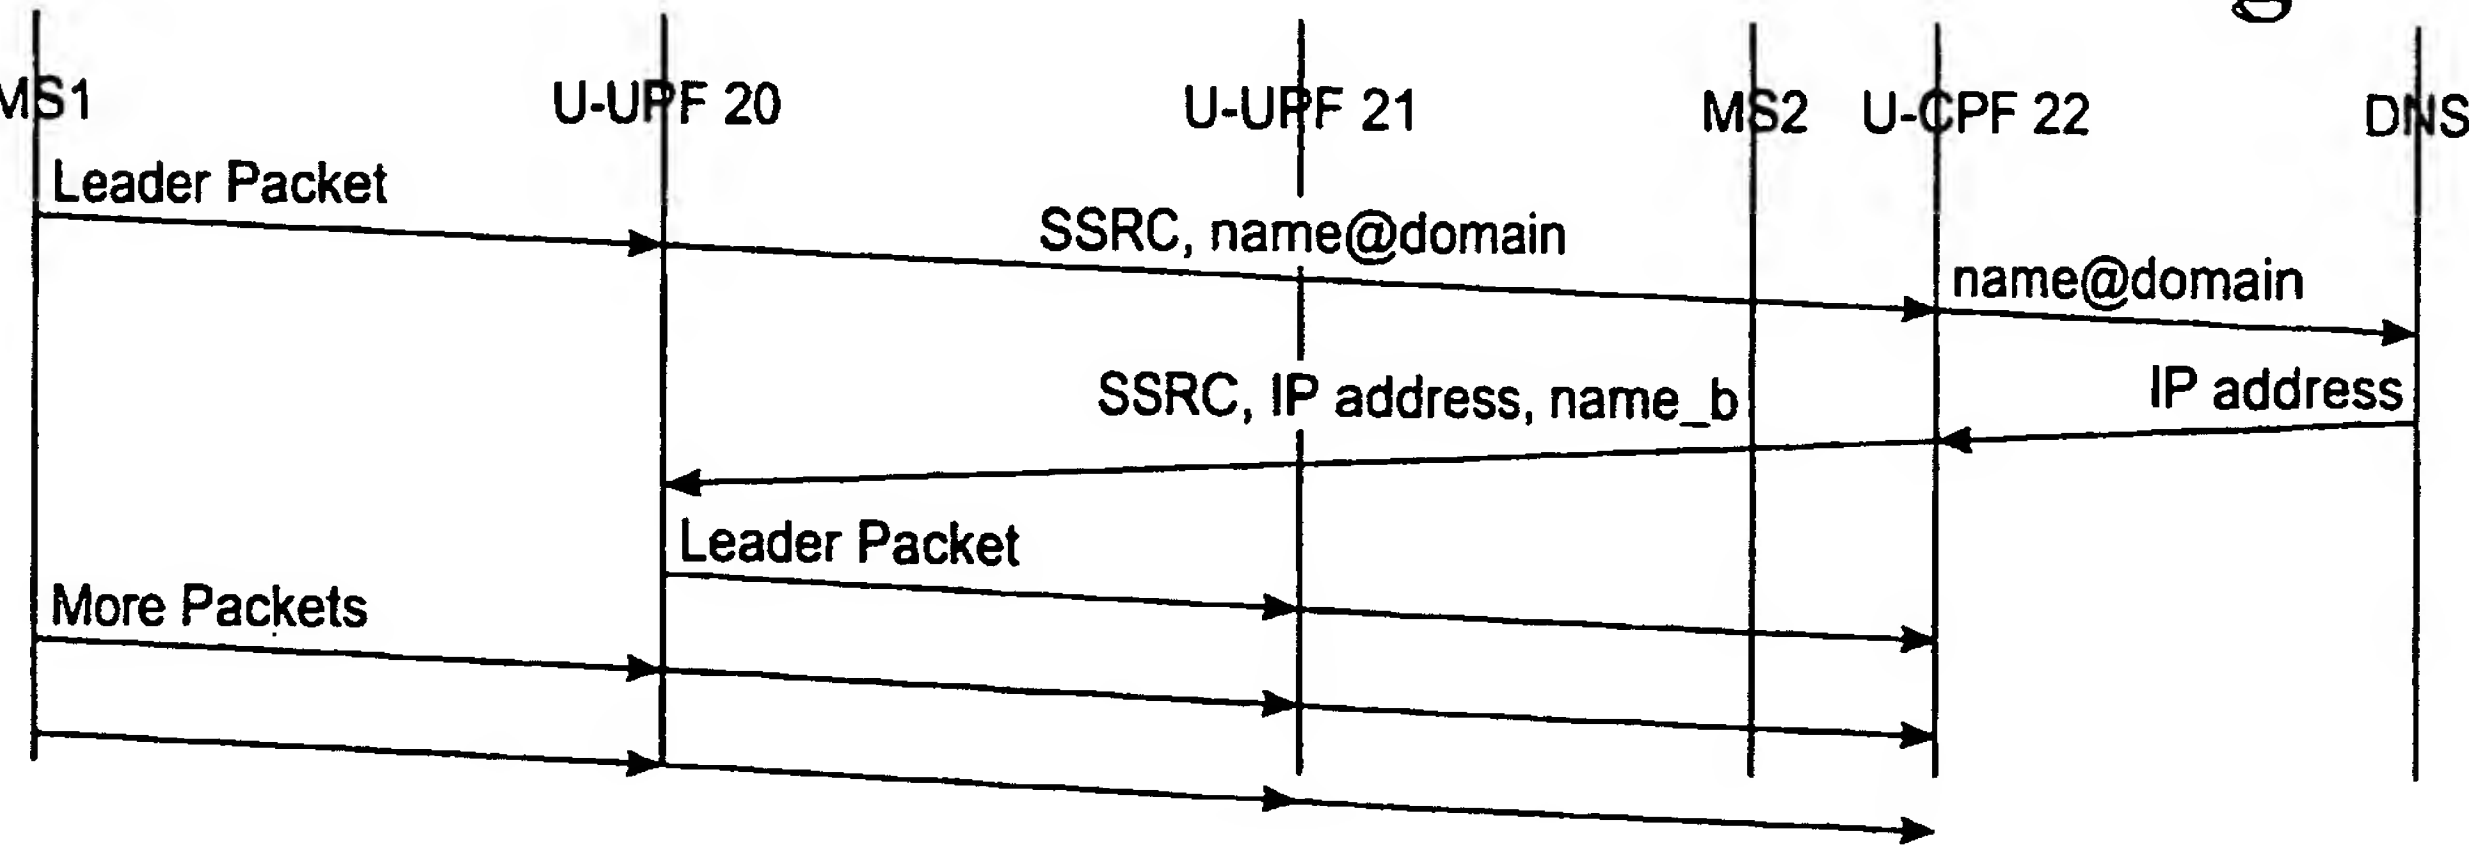 MS1 U-UPF 20 U-UPF 21 MS2 U-CPF 22 DNS
Leader Packet
SSRC, name@domain
name@domain
SSRC, IP address, name_b
IP address
Leader Packet
More Packets